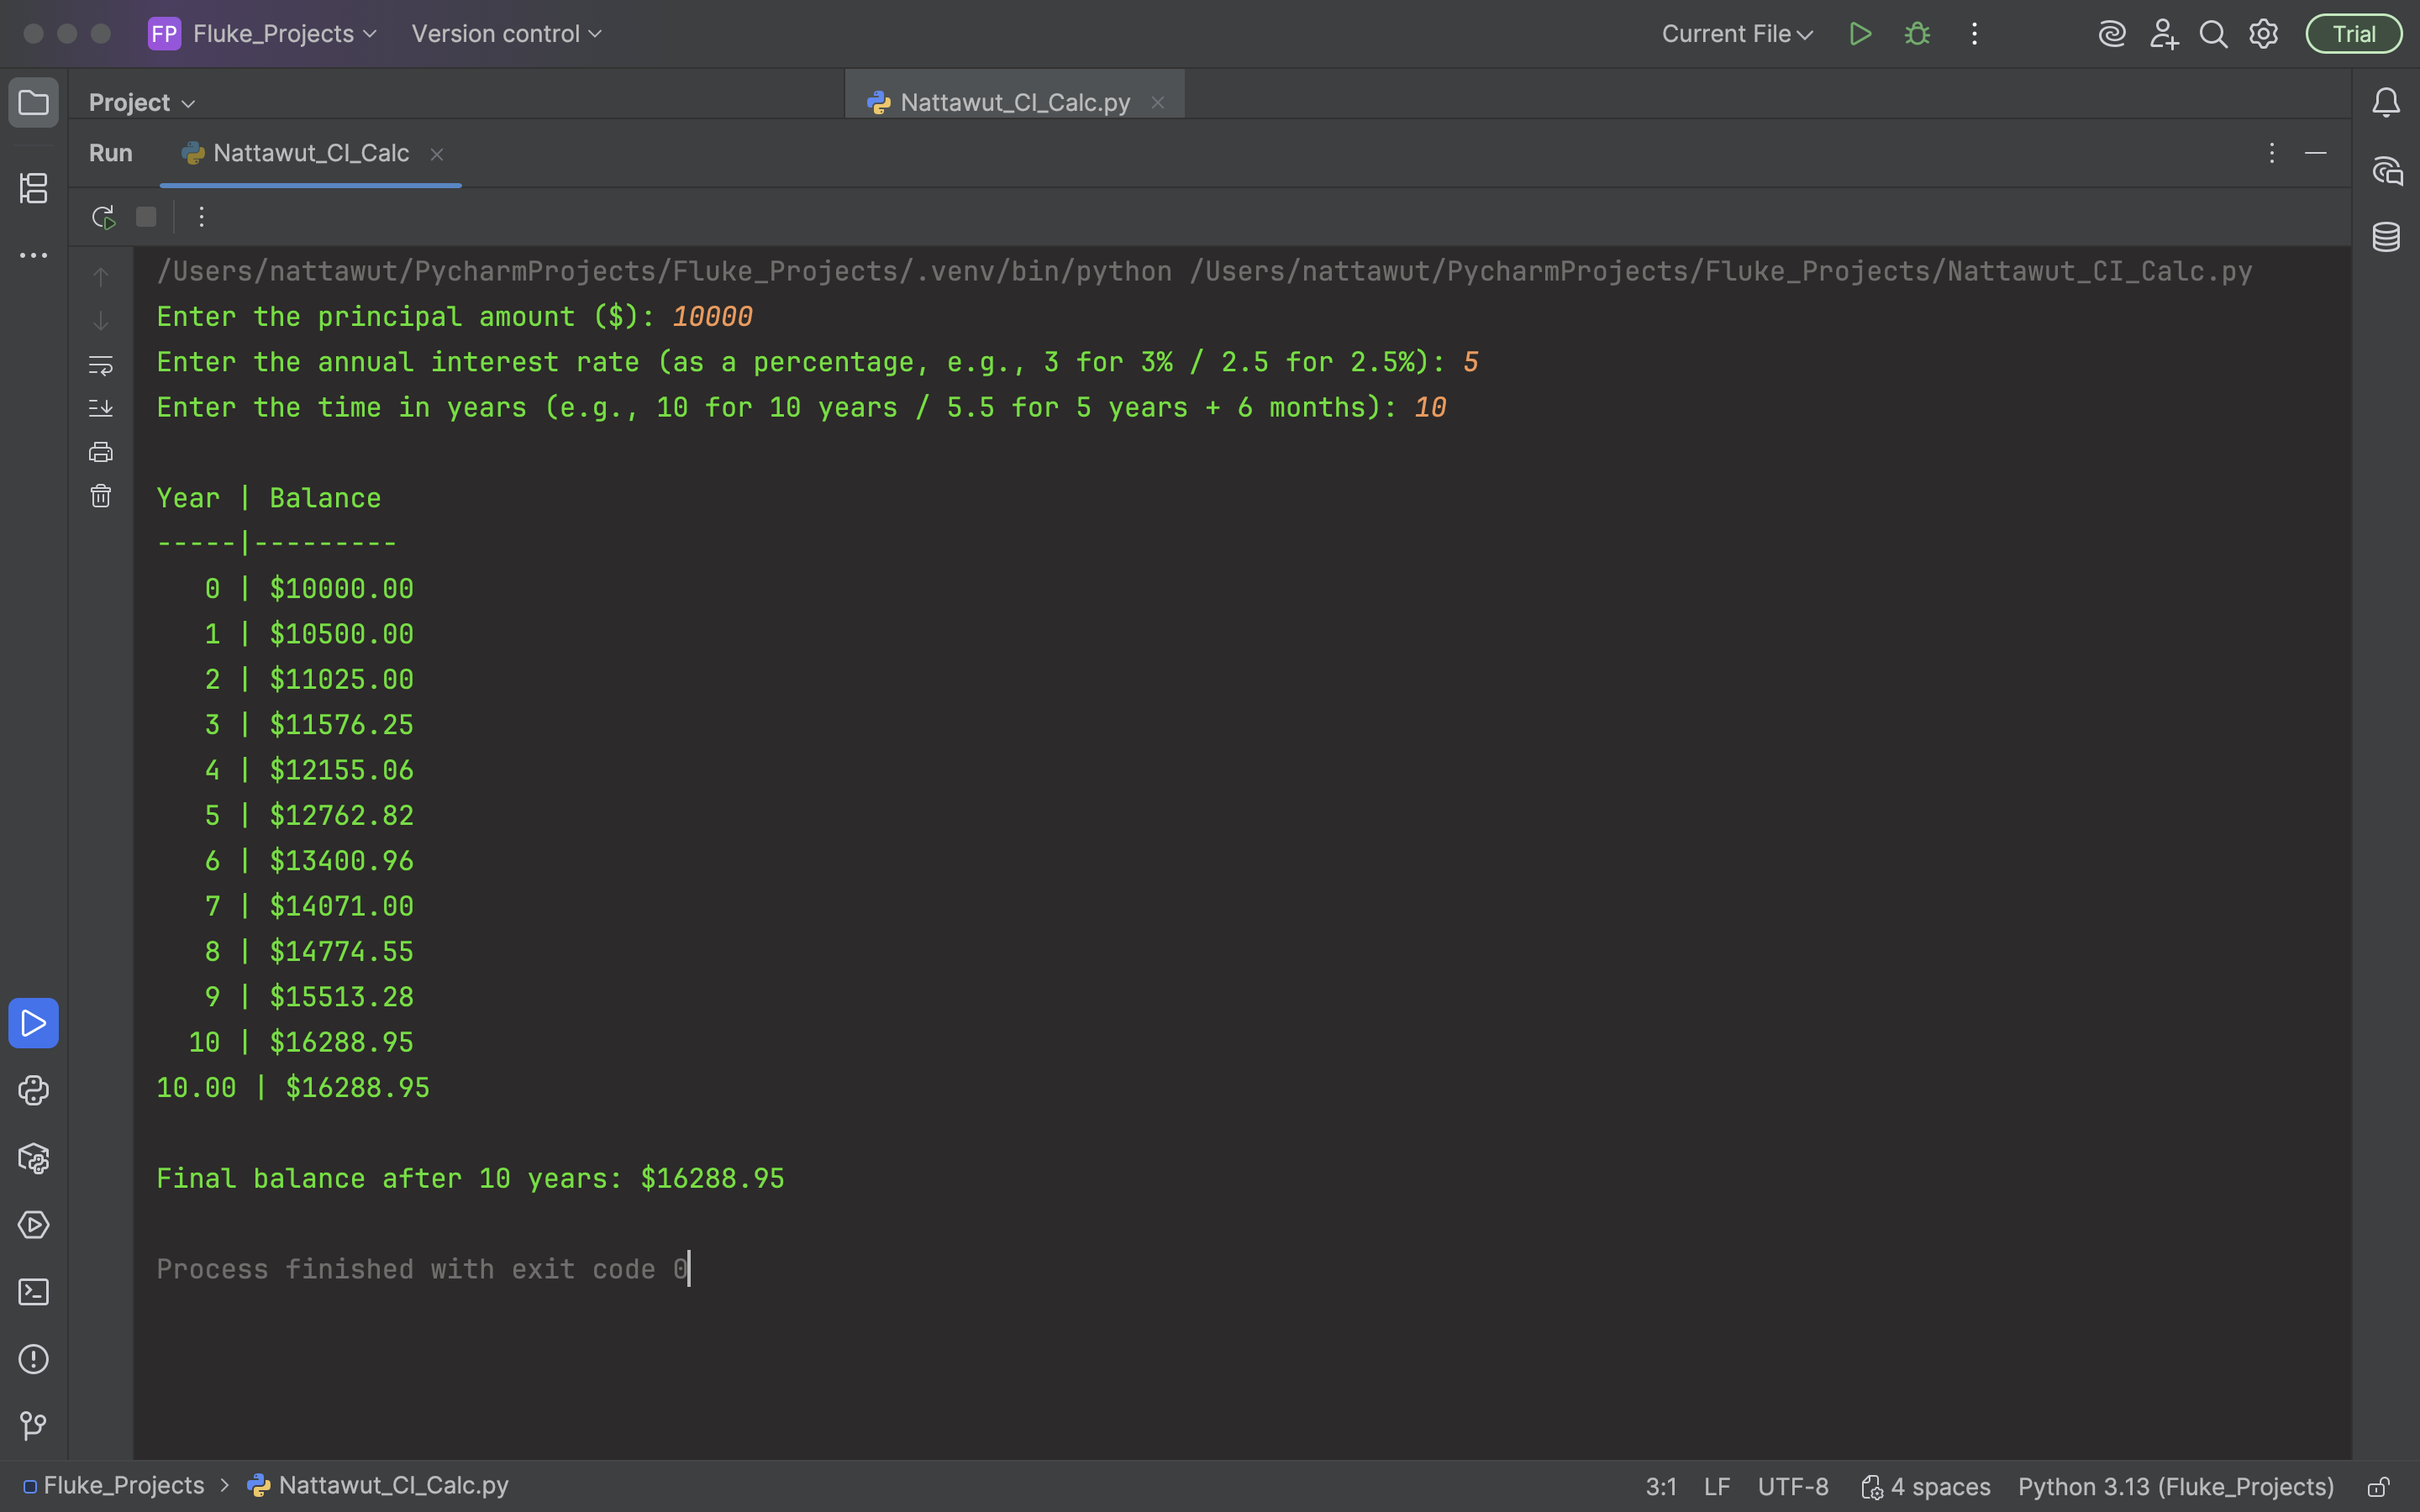 FP Fluke_Projects Version control Current File Trial
Project Nattawut_CI_Calc.py
Run Nattawut_CI_Calc
/Users/nattawut/PycharmProjects/Fluke_Projects/.venv/bin/python /Users/nattawut/PycharmProjects/Fluke_Projects/Nattawut_CI_Calc.py
Enter the principal amount ($): 10000
Enter the annual interest rate (as a percentage, e.g., 3 for 3% / 2.5 for 2.5%): 5
Enter the time in years (e.g., 10 for 10 years / 5.5 for 5 years + 6 months): 10
Year | Balance
-----|---------
   0 | $10000.00
   1 | $10500.00
   2 | $11025.00
   3 | $11576.25
   4 | $12155.06
   5 | $12762.82
   6 | $13400.96
   7 | $14071.00
   8 | $14774.55
   9 | $15513.28
  10 | $16288.95
10.00 | $16288.95
Final balance after 10 years: $16288.95
Process finished with exit code 0
Fluke_Projects > Nattawut_CI_Calc.py 3:1 LF UTF-8 4 spaces Python 3.13 (Fluke_Projects)